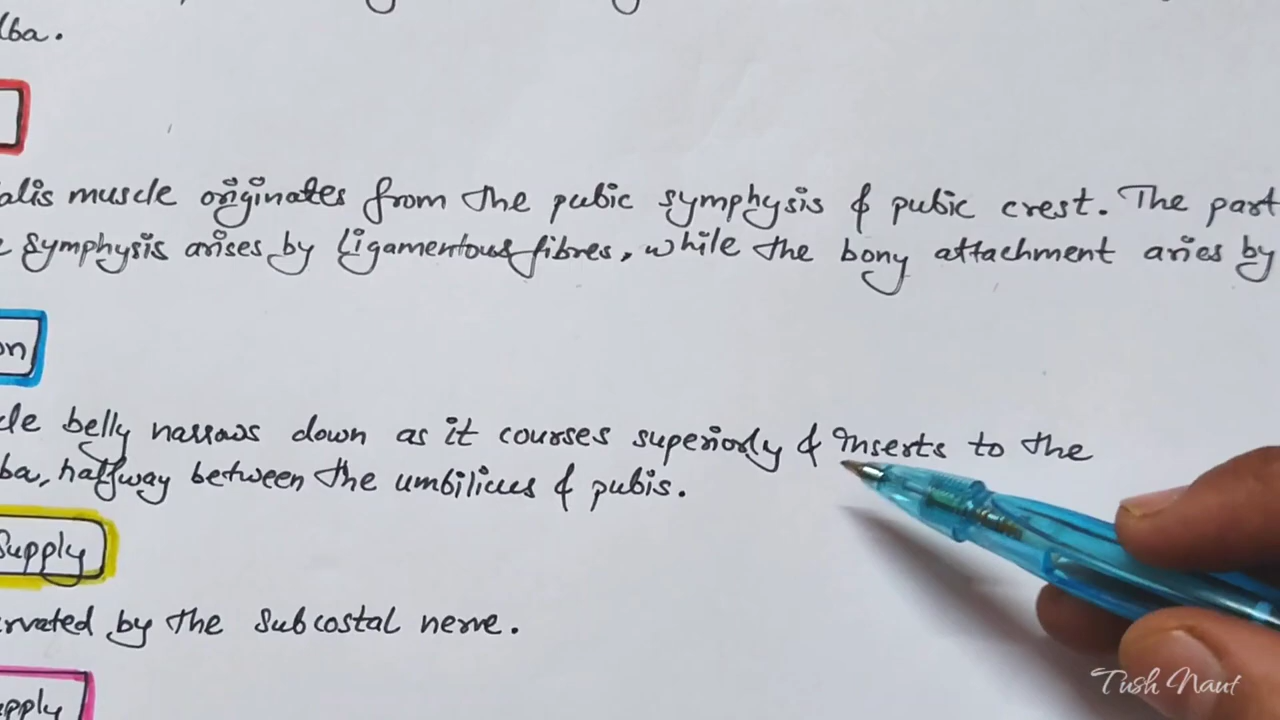 lba.
alis muscle originates from the pubic symphysis & pubic crest. The part
symphysis arises by ligamentous fibres, while the bony attachment aries by
on
cle belly narrows down as it courses superiorly & inserts to the
ba, halfway between the umbilicus & pubis.
Supply
rvated by the subcostal nerve.
pply
Tush Naut